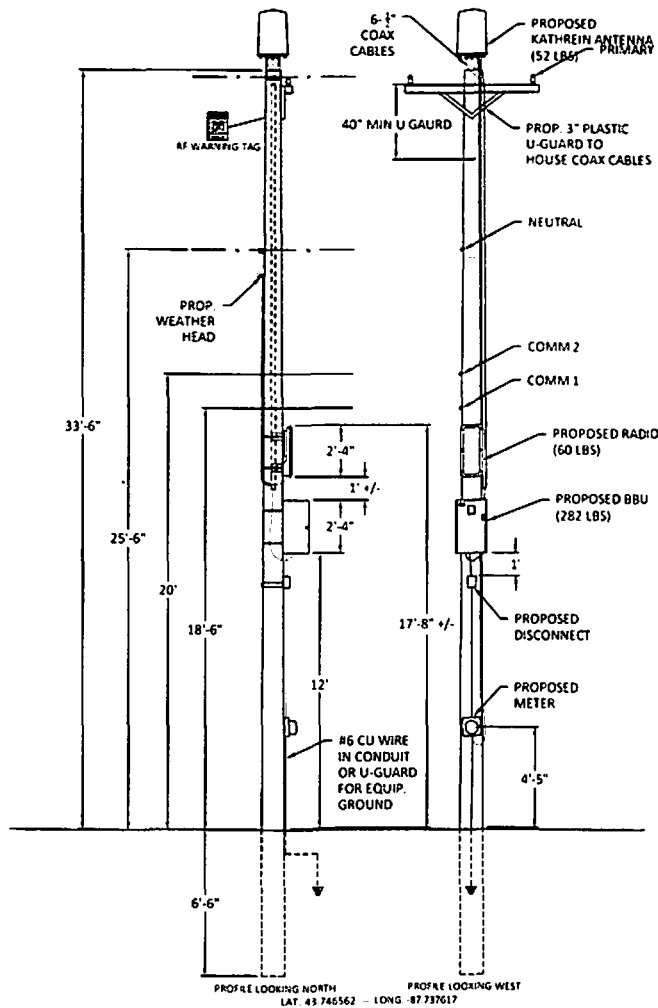 6-½"
COAX
CABLES
PROPOSED
KATHREIN ANTENNA
(52 LBS)
PRIMARY
40" MIN U GAURD
PROP. 3" PLASTIC
U-GUARD TO
HOUSE COAX CABLES
RF WARNING TAG
NEUTRAL
PROP.
WEATHER
HEAD
COMM 2
COMM 1
33'-6"
2'-4"
PROPOSED RADIO
(60 LBS)
1' +/-
PROPOSED BBU
(282 LBS)
2'-4"
25'-6"
1'
20'
18'-6"
17'-8" +/-
PROPOSED
DISCONNECT
12'
PROPOSED
METER
#6 CU WIRE
IN CONDUIT
OR U-GUARD
FOR EQUIP.
GROUND
4'-5"
6'-6"
PROFILE LOOKING NORTH
PROFILE LOOKING WEST
LAT. 43.746562 -- LONG. -87.737617